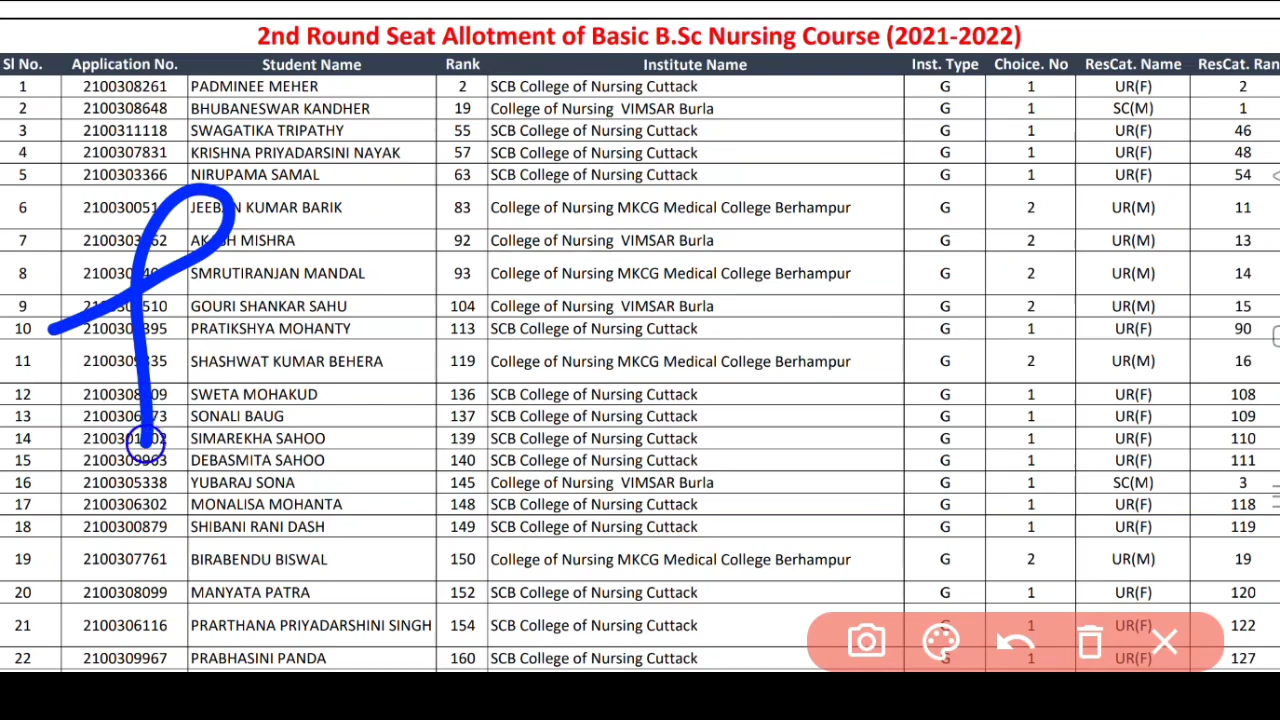 2nd Round Seat Allotment of Basic B.Sc Nursing Course (2021-2022)
Sl No. Application No. Student Name Rank Institute Name Inst. Type Choice. No ResCat. Name ResCat. Ran
1 2100308261 PADMINEE MEHER 2 SCB College of Nursing Cuttack G 1 UR(F) 2
2 2100308648 BHUBANESWAR KANDHER 19 College of Nursing VIMSAR Burla G 1 SC(M) 1
3 2100311118 SWAGATIKA TRIPATHY 55 SCB College of Nursing Cuttack G 1 UR(F) 46
4 2100307831 KRISHNA PRIYADARSINI NAYAK 57 SCB College of Nursing Cuttack G 1 UR(F) 48
5 2100303366 NIRUPAMA SAMAL 63 SCB College of Nursing Cuttack G 1 UR(F) 54
6 KUMAR BARIK 83 College of Nursing MKCG Medical College Berhampur G 2 UR(M) 11
7 MISHRA 92 College of Nursing VIMSAR Burla G 2 UR(M) 13
8 SMRUTIRANJAN MANDAL 93 College of Nursing MKCG Medical College Berhampur G 2 UR(M) 14
9 GOURI SHANKAR SAHU 104 College of Nursing VIMSAR Burla G 2 UR(M) 15
10 PRATIKSHYA MOHANTY 113 SCB College of Nursing Cuttack G 1 UR(F) 90
11 SHASHWAT KUMAR BEHERA 119 College of Nursing MKCG Medical College Berhampur G 2 UR(M) 16
12 SWETA MOHAKUD 136 SCB College of Nursing Cuttack G 1 UR(F) 108
13 SONALI BAUG 137 SCB College of Nursing Cuttack G 1 UR(F) 109
14 SIMAREKHA SAHOO 139 SCB College of Nursing Cuttack G 1 UR(F) 110
15 2100309963 DEBASMITA SAHOO 140 SCB College of Nursing Cuttack G 1 UR(F) 111
16 2100305338 YUBARAJ SONA 145 College of Nursing VIMSAR Burla G 1 SC(M) 3
17 2100306302 MONALISA MOHANTA 148 SCB College of Nursing Cuttack G 1 UR(F) 118
18 2100300879 SHIBANI RANI DASH 149 SCB College of Nursing Cuttack G 1 UR(F) 119
19 2100307761 BIRABENDU BISWAL 150 College of Nursing MKCG Medical College Berhampur G 2 UR(M) 19
20 2100308099 MANYATA PATRA 152 SCB College of Nursing Cuttack G 1 UR(F) 120
21 2100306116 PRARTHANA PRIYADARSHINI SINGH 154 SCB College of Nursing Cuttack G 1 UR(F) 122
22 2100309967 PRABHASINI PANDA 160 SCB College of Nursing Cuttack G 1 UR(F) 127